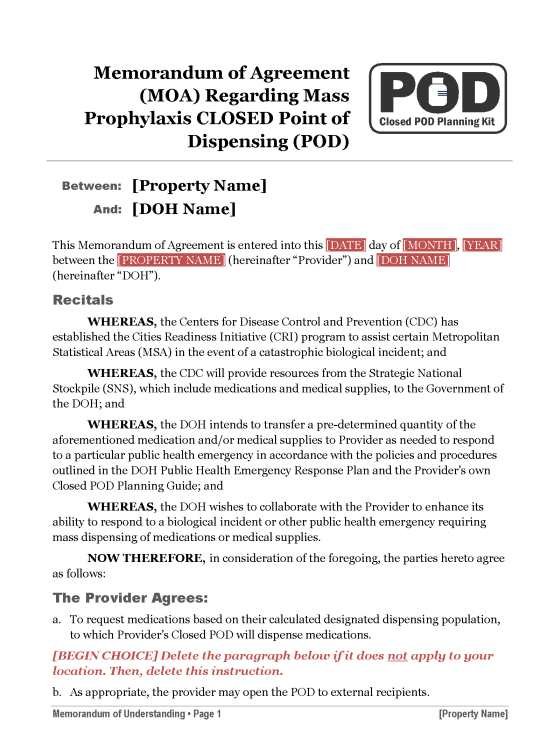 Memorandum of Agreement
(MOA) Regarding Mass
Prophylaxis CLOSED Point of
Dispensing (POD)
POD
Closed POD Planning Kit
Between: [Property Name]
And: [DOH Name]
This Memorandum of Agreement is entered into this [DATE] day of [MONTH], [YEAR]
between the [PROPERTY NAME] (hereinafter “Provider”) and [DOH NAME]
(hereinafter “DOH”).
Recitals
WHEREAS, the Centers for Disease Control and Prevention (CDC) has
established the Cities Readiness Initiative (CRI) program to assist certain Metropolitan
Statistical Areas (MSA) in the event of a catastrophic biological incident; and
WHEREAS, the CDC will provide resources from the Strategic National
Stockpile (SNS), which include medications and medical supplies, to the Government of
the DOH; and
WHEREAS, the DOH intends to transfer a pre-determined quantity of the
aforementioned medication and/or medical supplies to Provider as needed to respond
to a particular public health emergency in accordance with the policies and procedures
outlined in the DOH Public Health Emergency Response Plan and the Provider’s own
Closed POD Planning Guide; and
WHEREAS, the DOH wishes to collaborate with the Provider to enhance its
ability to respond to a biological incident or other public health emergency requiring
mass dispensing of medications or medical supplies.
NOW THEREFORE, in consideration of the foregoing, the parties hereto agree
as follows:
The Provider Agrees:
a. To request medications based on their calculated designated dispensing population,
to which Provider’s Closed POD will dispense medications.
[BEGIN CHOICE] Delete the paragraph below if it does not apply to your
location. Then, delete this instruction.
b. As appropriate, the provider may open the POD to external recipients.
Memorandum of Understanding • Page 1 [Property Name]